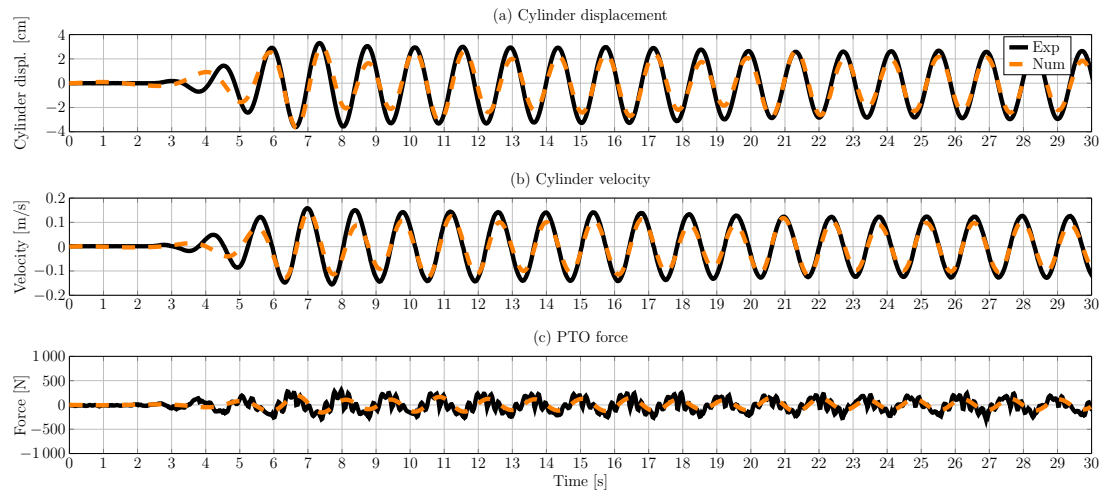 (a) Cylinder displacement
Cylinder displ. [cm]
4
2
0
−2
−4
Exp
Num
0 1 2 3 4 5 6 7 8 9 10 11 12 13 14 15 16 17 18 19 20 21 22 23 24 25 26 27 28 29 30
(b) Cylinder velocity
Velocity [m/s]
0.2
0.1
0
−0.1
−0.2
0 1 2 3 4 5 6 7 8 9 10 11 12 13 14 15 16 17 18 19 20 21 22 23 24 25 26 27 28 29 30
(c) PTO force
Force [N]
1 000
500
0
−500
−1 000
0 1 2 3 4 5 6 7 8 9 10 11 12 13 14 15 16 17 18 19 20 21 22 23 24 25 26 27 28 29 30
Time [s]